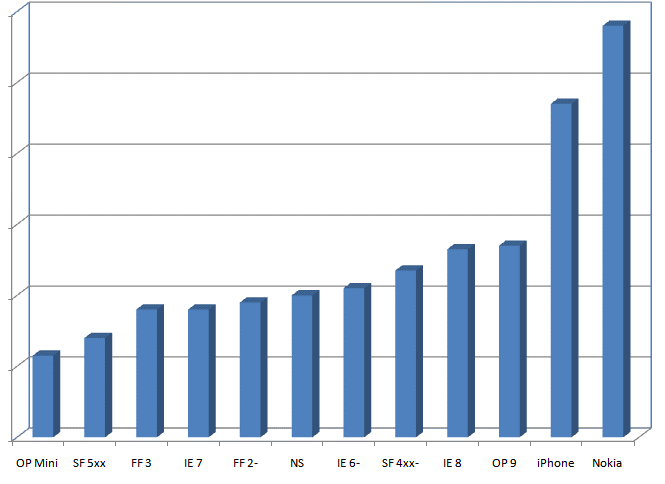 OP Mini SF 5xx FF 3 IE 7 FF 2- NS IE 6- SF 4xx- IE 8 OP 9 iPhone Nokia